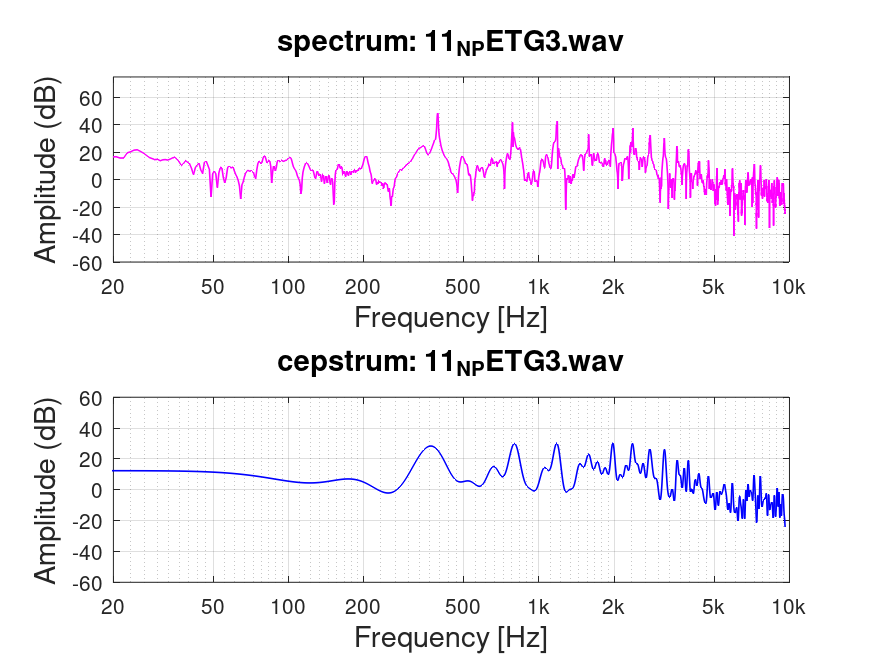 spectrum: 11NPETG3.wav
Amplitude (dB)
60
40
20
0
-20
-40
-60
20 50 100 200 500 1k 2k 5k 10k
Frequency [Hz]
cepstrum: 11NPETG3.wav
Amplitude (dB)
60
40
20
0
-20
-40
-60
20 50 100 200 500 1k 2k 5k 10k
Frequency [Hz]